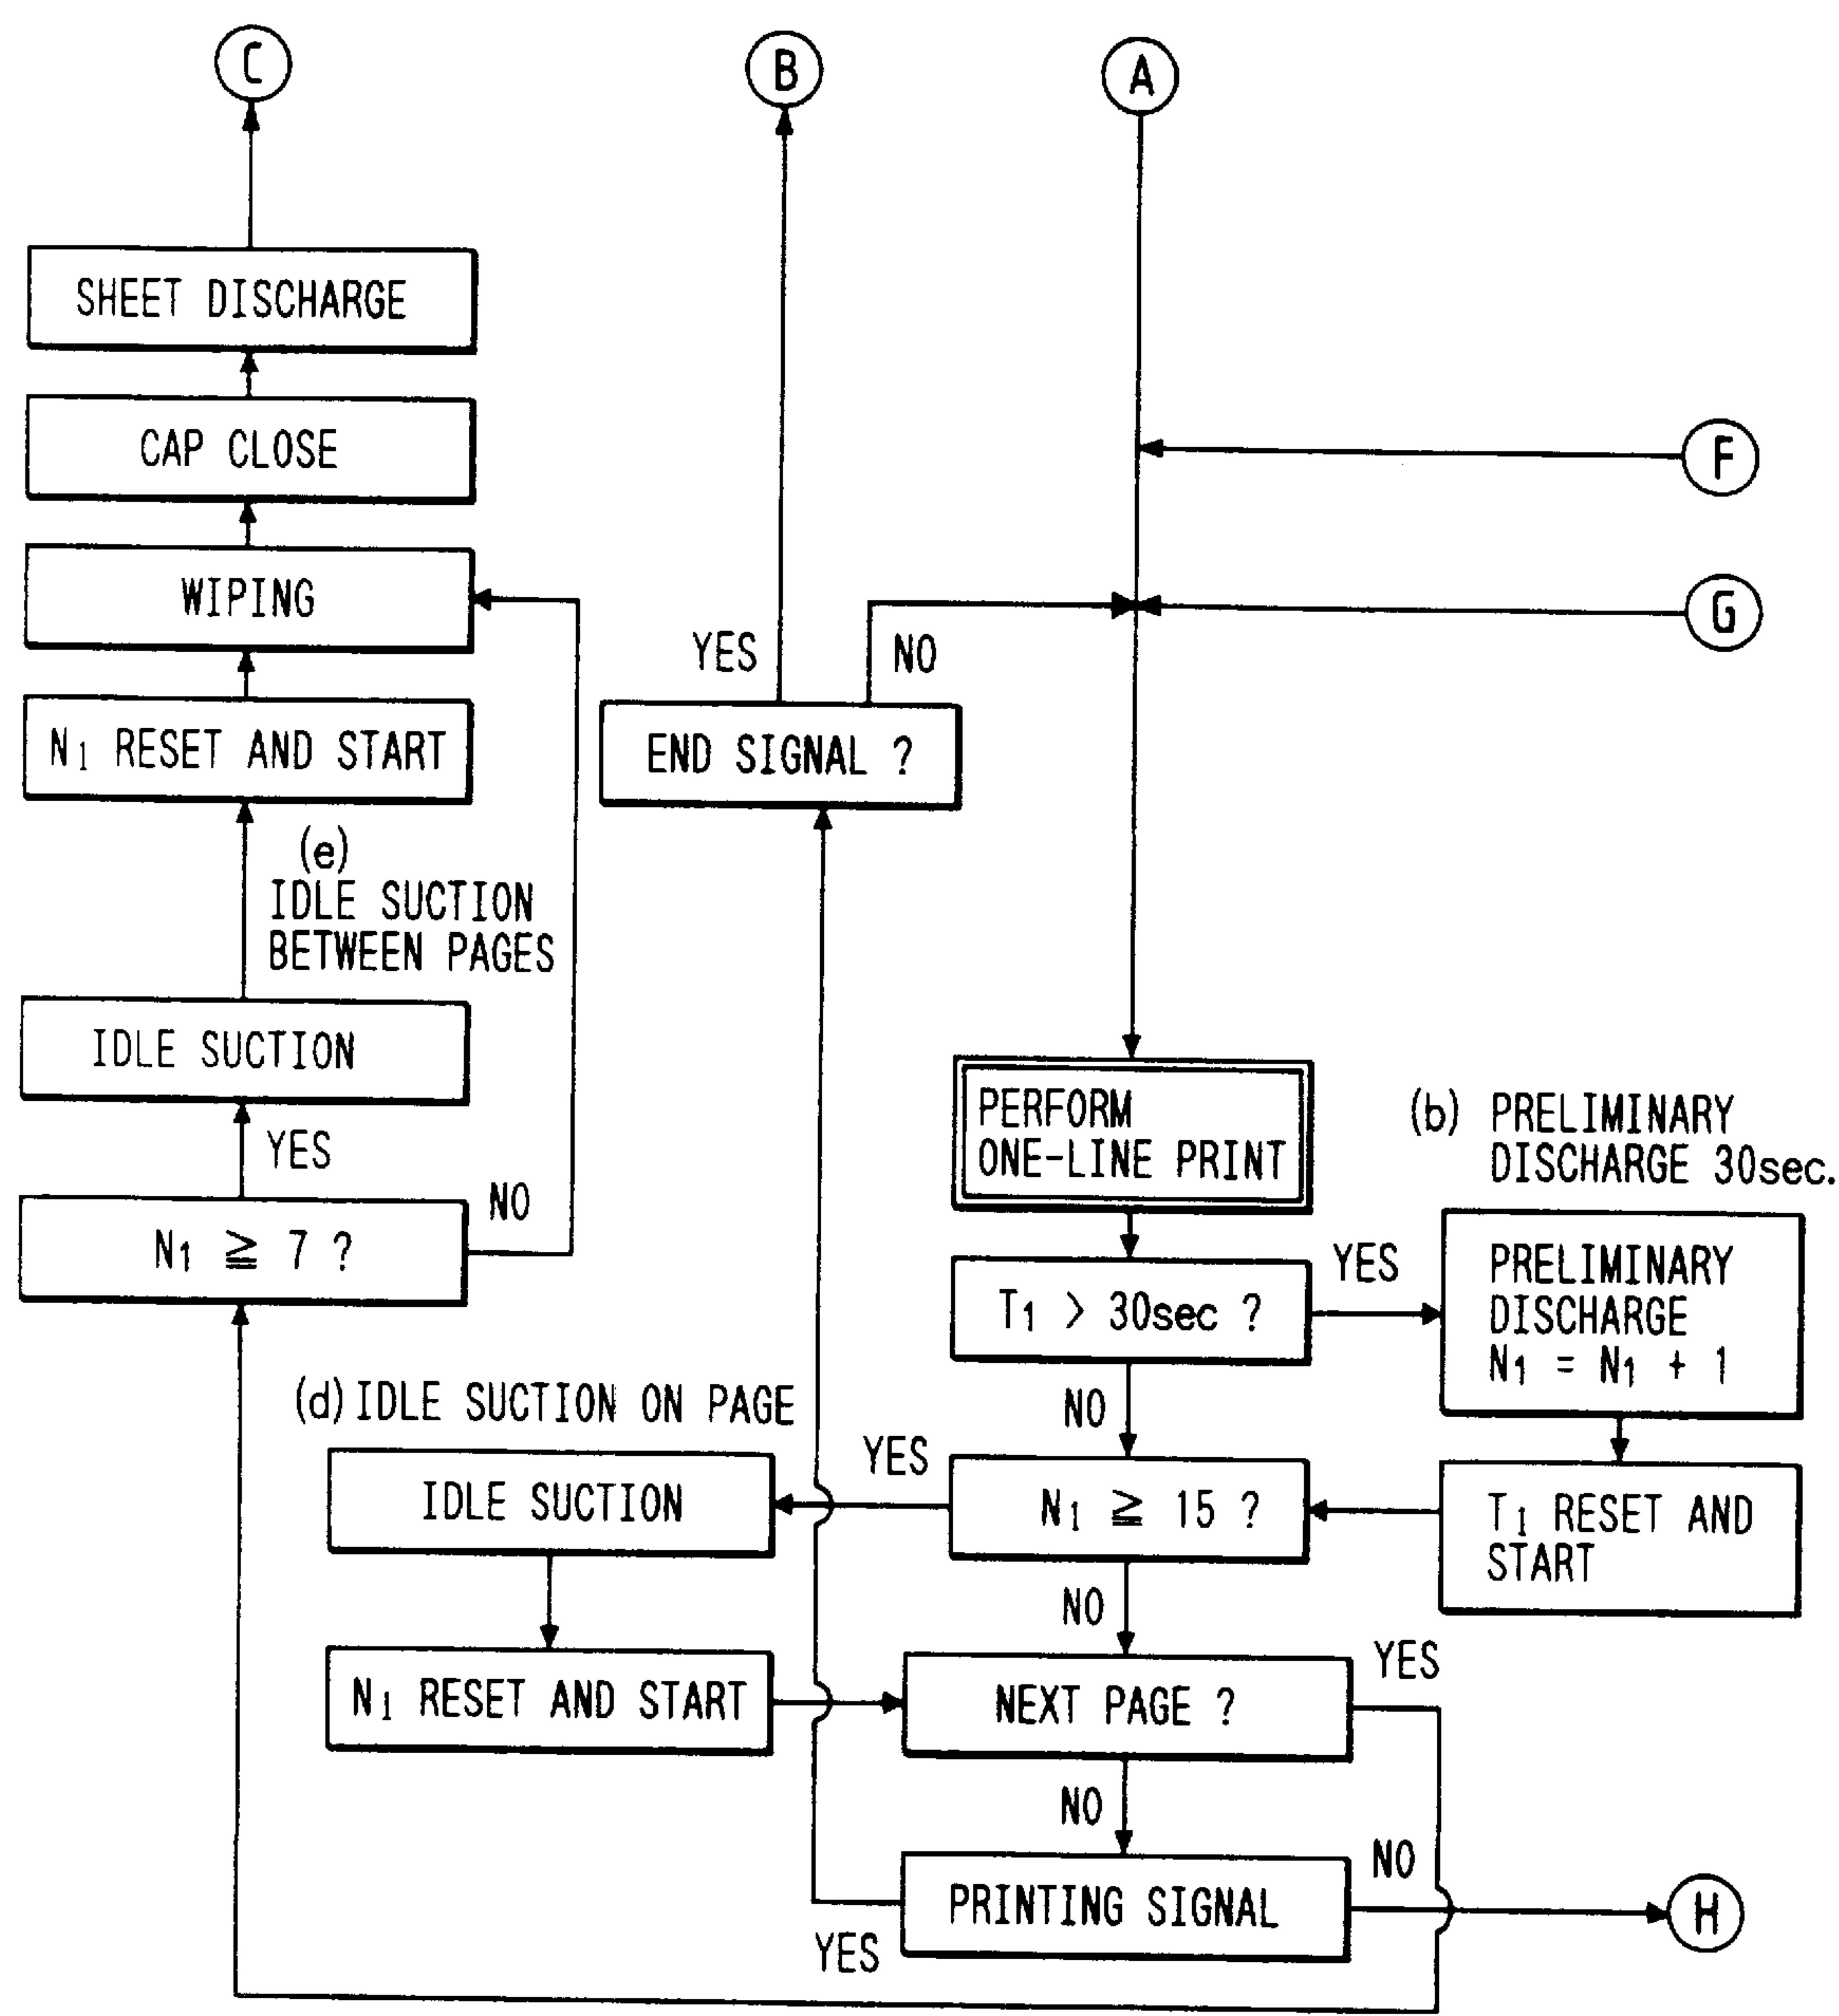 C
B
A
SHEET DISCHARGE
CAP CLOSE
F
WIPING
G
YES
NO
N1 RESET AND START
END SIGNAL ?
(e)
IDLE SUCTION
BETWEEN PAGES
IDLE SUCTION
PERFORM
ONE-LINE PRINT
(b) PRELIMINARY
DISCHARGE 30sec.
YES
N1 ≧ 7 ?
NO
T1 > 30sec ?
YES
PRELIMINARY
DISCHARGE
N1 = N1 + 1
NO
(d) IDLE SUCTION ON PAGE
IDLE SUCTION
YES
N1 ≧ 15 ?
T1 RESET AND
START
NO
N1 RESET AND START
NEXT PAGE ?
YES
NO
PRINTING SIGNAL
NO
H
YES